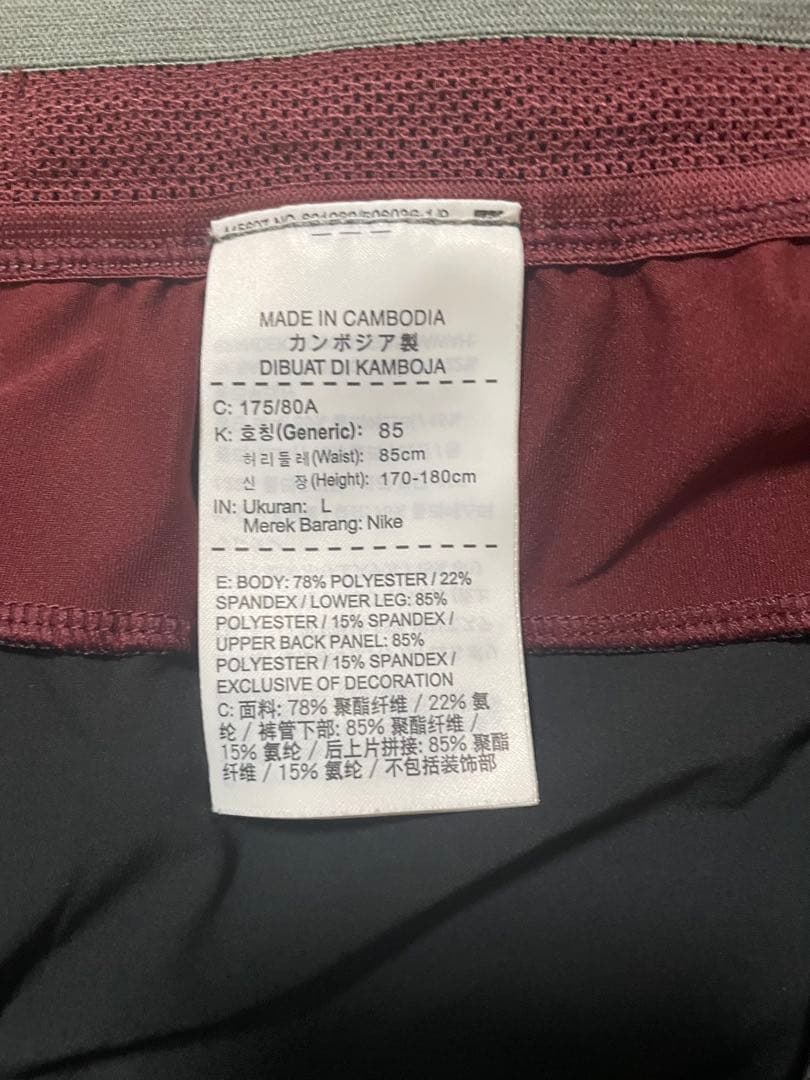 MADE IN CAMBODIA
カンボジア製
DIBUAT DI KAMBOJA
C: 175/80A
K: 호칭(Generic): 85
허리둘레(Waist): 85cm
신 장(Height): 170-180cm
IN: Ukuran: L
Merek Barang: Nike
E: BODY: 78% POLYESTER / 22%
SPANDEX / LOWER LEG: 85%
POLYESTER / 15% SPANDEX /
UPPER BACK PANEL: 85%
POLYESTER / 15% SPANDEX /
EXCLUSIVE OF DECORATION
C: 面料: 78% 聚酯纤维 / 22% 氨
纶 / 裤管下部: 85% 聚酯纤维 /
15% 氨纶 / 后上片拼接: 85% 聚酯
纤维 / 15% 氨纶 / 不包括装饰部